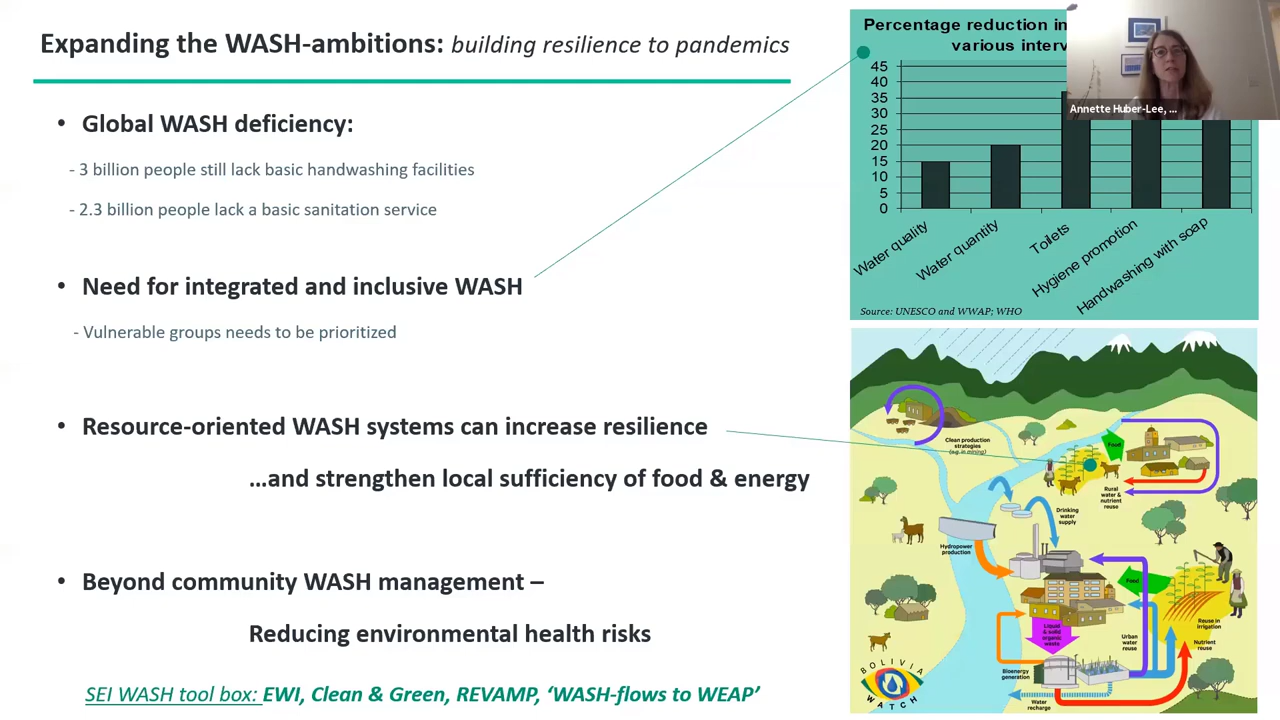 Expanding the WASH-ambitions: building resilience to pandemics
• Global WASH deficiency:
- 3 billion people still lack basic handwashing facilities
- 2.3 billion people lack a basic sanitation service
• Need for integrated and inclusive WASH
- Vulnerable groups needs to be prioritized
• Resource-oriented WASH systems can increase resilience
…and strengthen local sufficiency of food & energy
• Beyond community WASH management –
Reducing environmental health risks
SEI WASH tool box: EWI, Clean & Green, REVAMP, ‘WASH-flows to WEAP’
Percentage reduction in
various
45
40
35
30
25
20
15
10
5
0
Water quality
Water quantity
Toilets
Hygiene promotion
Handwashing with soap
Source: UNESCO and WWAP; WHO
Annette Huber-Lee, ...
Clean production
strategies
(e.g. in mining)
Food
Rural
water &
nutrient
reuse
Drinking
water
supply
Hydropower
production
Food
Liquid
& solid
organic
waste
Urban
water
reuse
Reuse in
irrigation
Nutrient
reuse
Bioenergy
generation
Water
recharge
BOLIVIA
WATCH